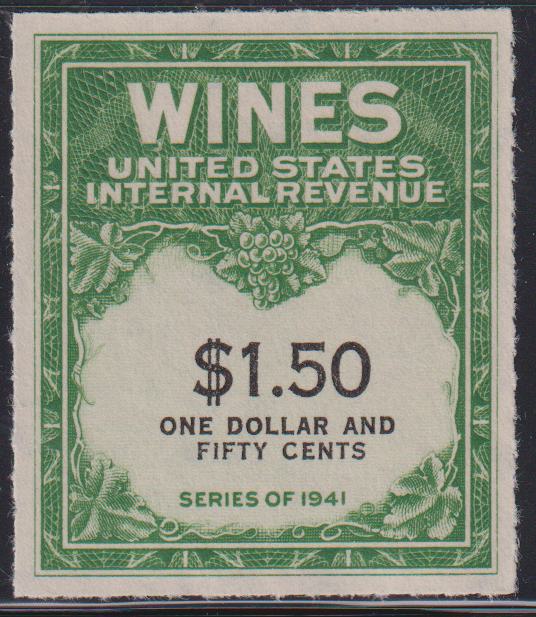 WINES
UNITED STATES
INTERNAL REVENUE
$1.50
ONE DOLLAR AND
FIFTY CENTS
SERIES OF 1941